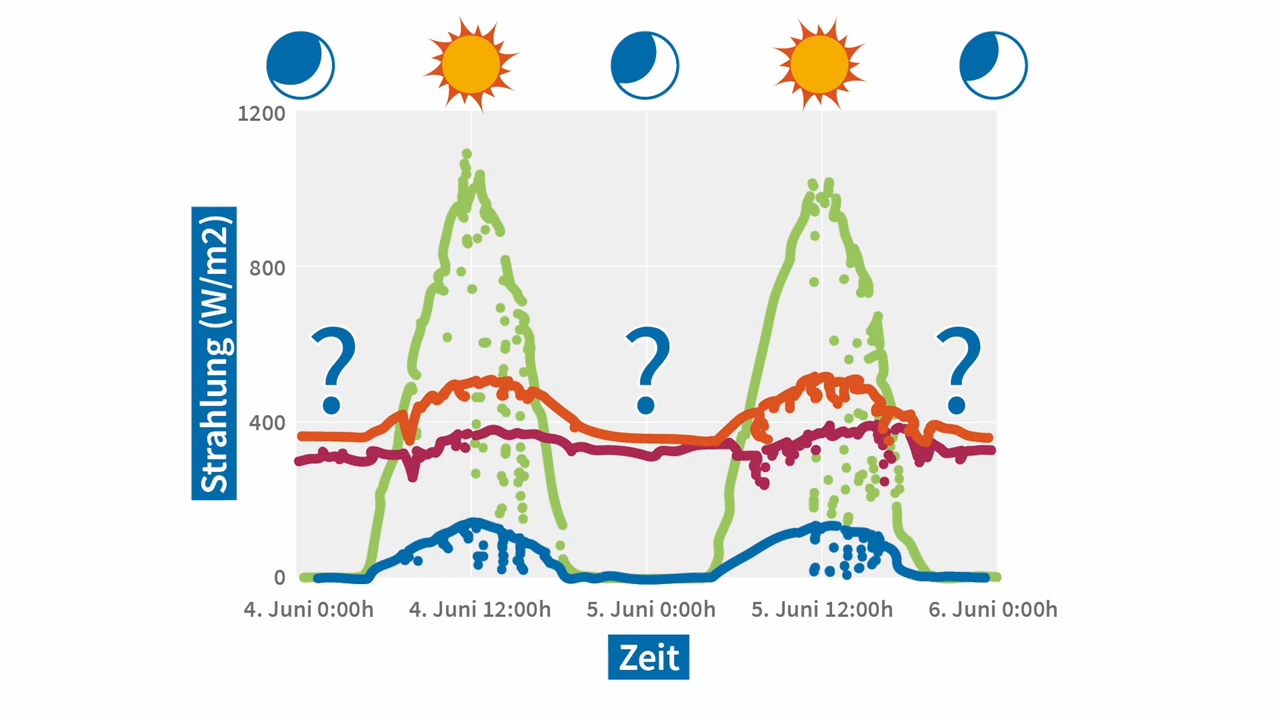 1200
800
400
0
Strahlung (W/m2)
?
?
?
4. Juni 0:00h
4. Juni 12:00h
5. Juni 0:00h
5. Juni 12:00h
6. Juni 0:00h
Zeit